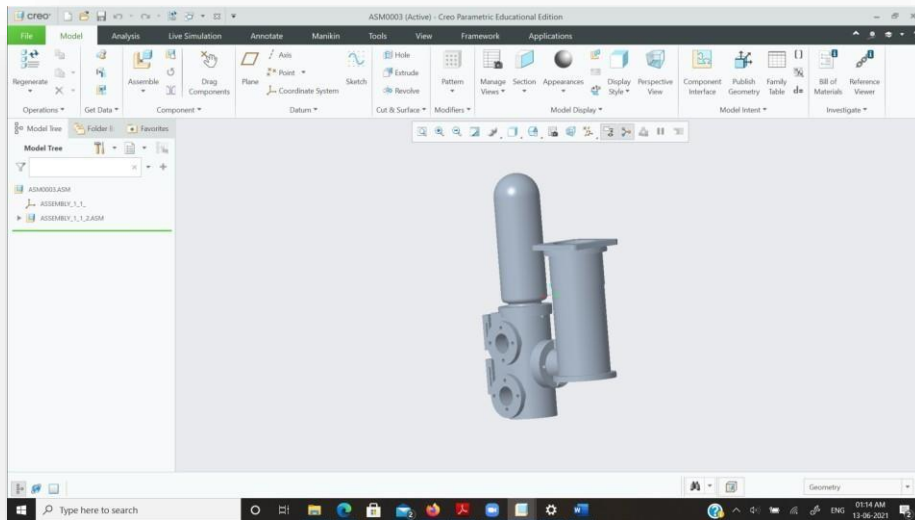 creo
ASM0003 (Active) - Creo Parametric Educational Edition
File Model Analysis Live Simulation Annotate Manikin Tools View Framework Applications
Regenerate
Operations
Get Data
Assemble
Drag Components
Component
Plane
Axis
Point
Coordinate System
Sketch
Datum
Hole
Extrude
Revolve
Cut & Surface
Pattern
Modifiers
Manage Views
Section
Appearances
Display Style
Perspective View
Model Display
Component Interface
Publish Geometry
Family Table
d=
Model Intent
Bill of Materials
Reference Viewer
Investigate
Model Tree Folder Favorites
Model Tree
ASM0003.ASM
ASSEMBLY_1_1_
ASSEMBLY_1_1_2.ASM
Geometry
Type here to search
ENG
01:14 AM
13-06-2021